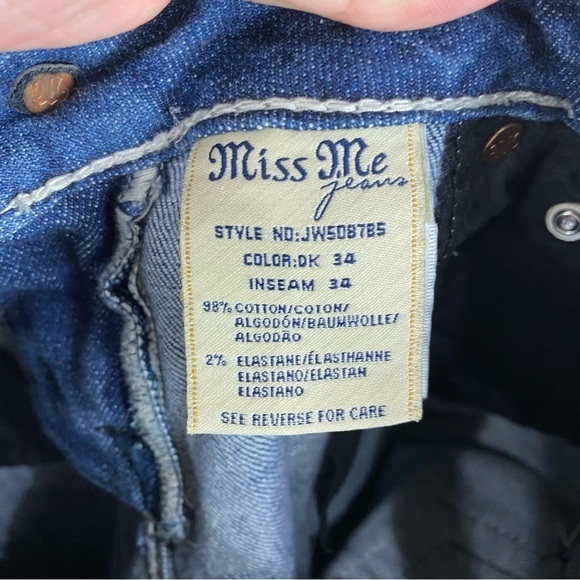 Miss Me
jeans
STYLE NO:JW5087B5
COLOR:DK 34
INSEAM 34
98% COTTON/COTON/
ALGODÓN/BAUMWOLLE/
ALGODÃO
2% ELASTANE/ÉLASTHANNE
ELASTANO/ELASTAN
ELASTANO
SEE REVERSE FOR CARE